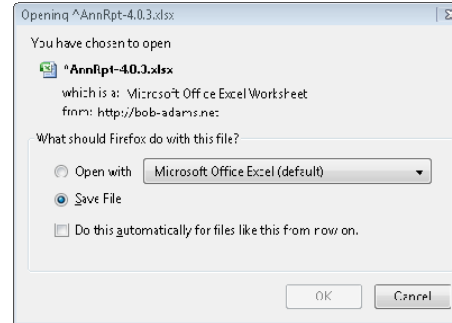 Opening ^AnnRpt-4.0.3.xlsx
You have chosen to open
^AnnRpt-4.0.3.xlsx
which is a: Microsoft Office Excel Worksheet
from: http://bob-adams.net
What should Firefox do with this file?
Open with Microsoft Office Excel (default)
Save File
Do this automatically for files like this from now on.
OK Cancel